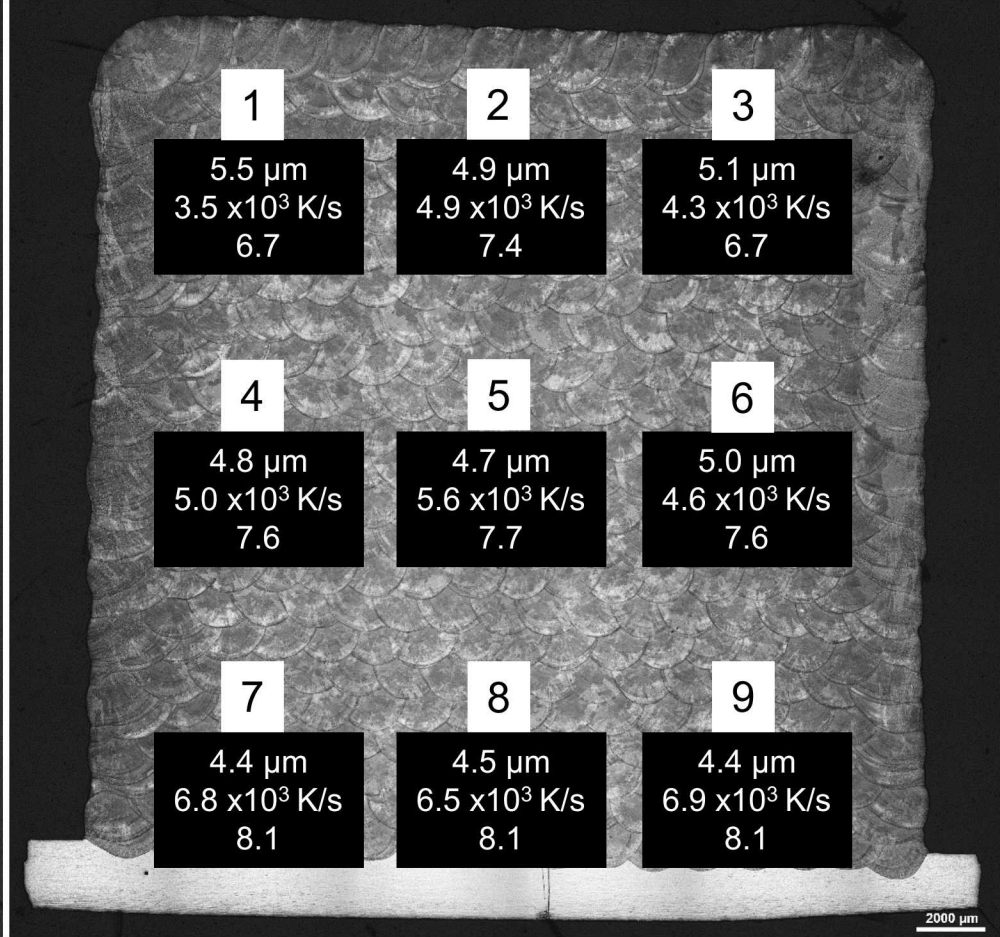 1
5.5 µm
3.5 x10³ K/s
6.7
2
4.9 µm
4.9 x10³ K/s
7.4
3
5.1 µm
4.3 x10³ K/s
6.7
4
4.8 µm
5.0 x10³ K/s
7.6
5
4.7 µm
5.6 x10³ K/s
7.7
6
5.0 µm
4.6 x10³ K/s
7.6
7
4.4 µm
6.8 x10³ K/s
8.1
8
4.5 µm
6.5 x10³ K/s
8.1
9
4.4 µm
6.9 x10³ K/s
8.1
2000 µm